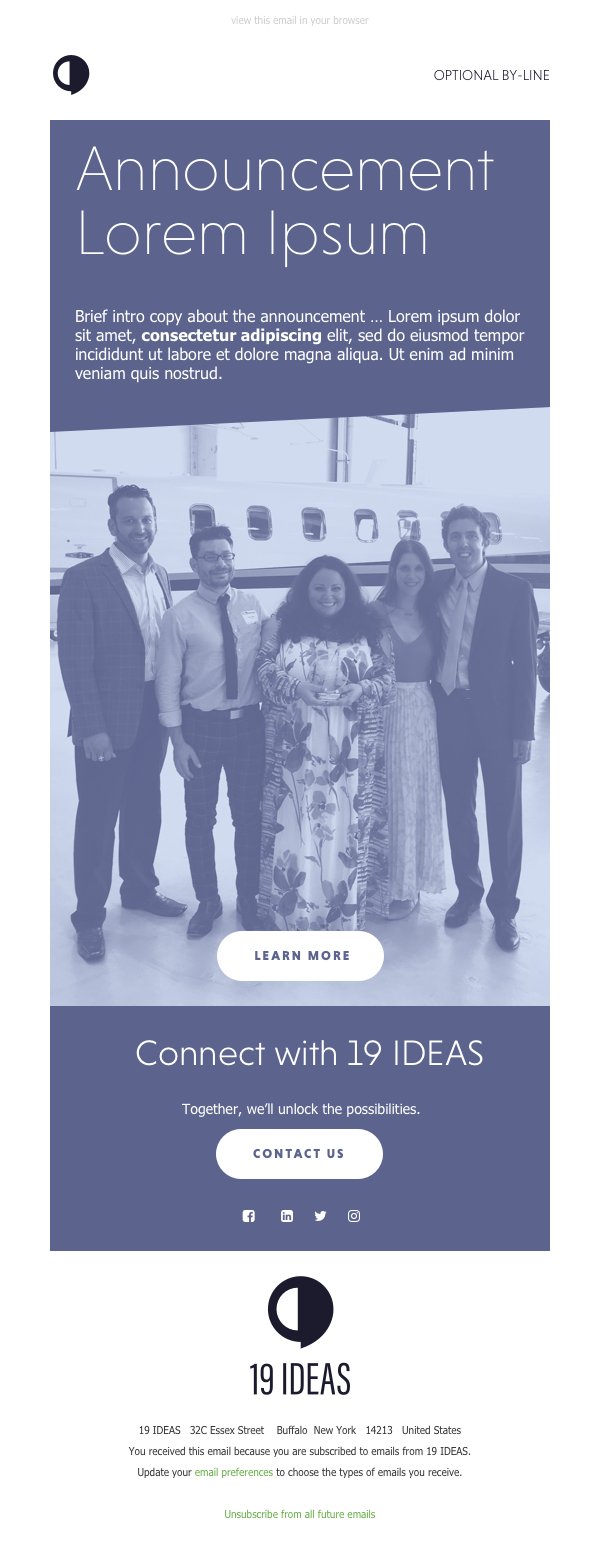 view this email in your browser
OPTIONAL BY-LINE
Announcement
Lorem Ipsum
Brief intro copy about the announcement ... Lorem ipsum dolor
sit amet, consectetur adipiscing elit, sed do eiusmod tempor
incididunt ut labore et dolore magna aliqua. Ut enim ad minim
veniam quis nostrud.
LEARN MORE
Connect with 19 IDEAS
Together, we'll unlock the possibilities.
CONTACT US
19 IDEAS
19 IDEAS 32C Essex Street Buffalo New York 14213 United States
You received this email because you are subscribed to emails from 19 IDEAS.
Update your email preferences to choose the types of emails you receive.
Unsubscribe from all future emails